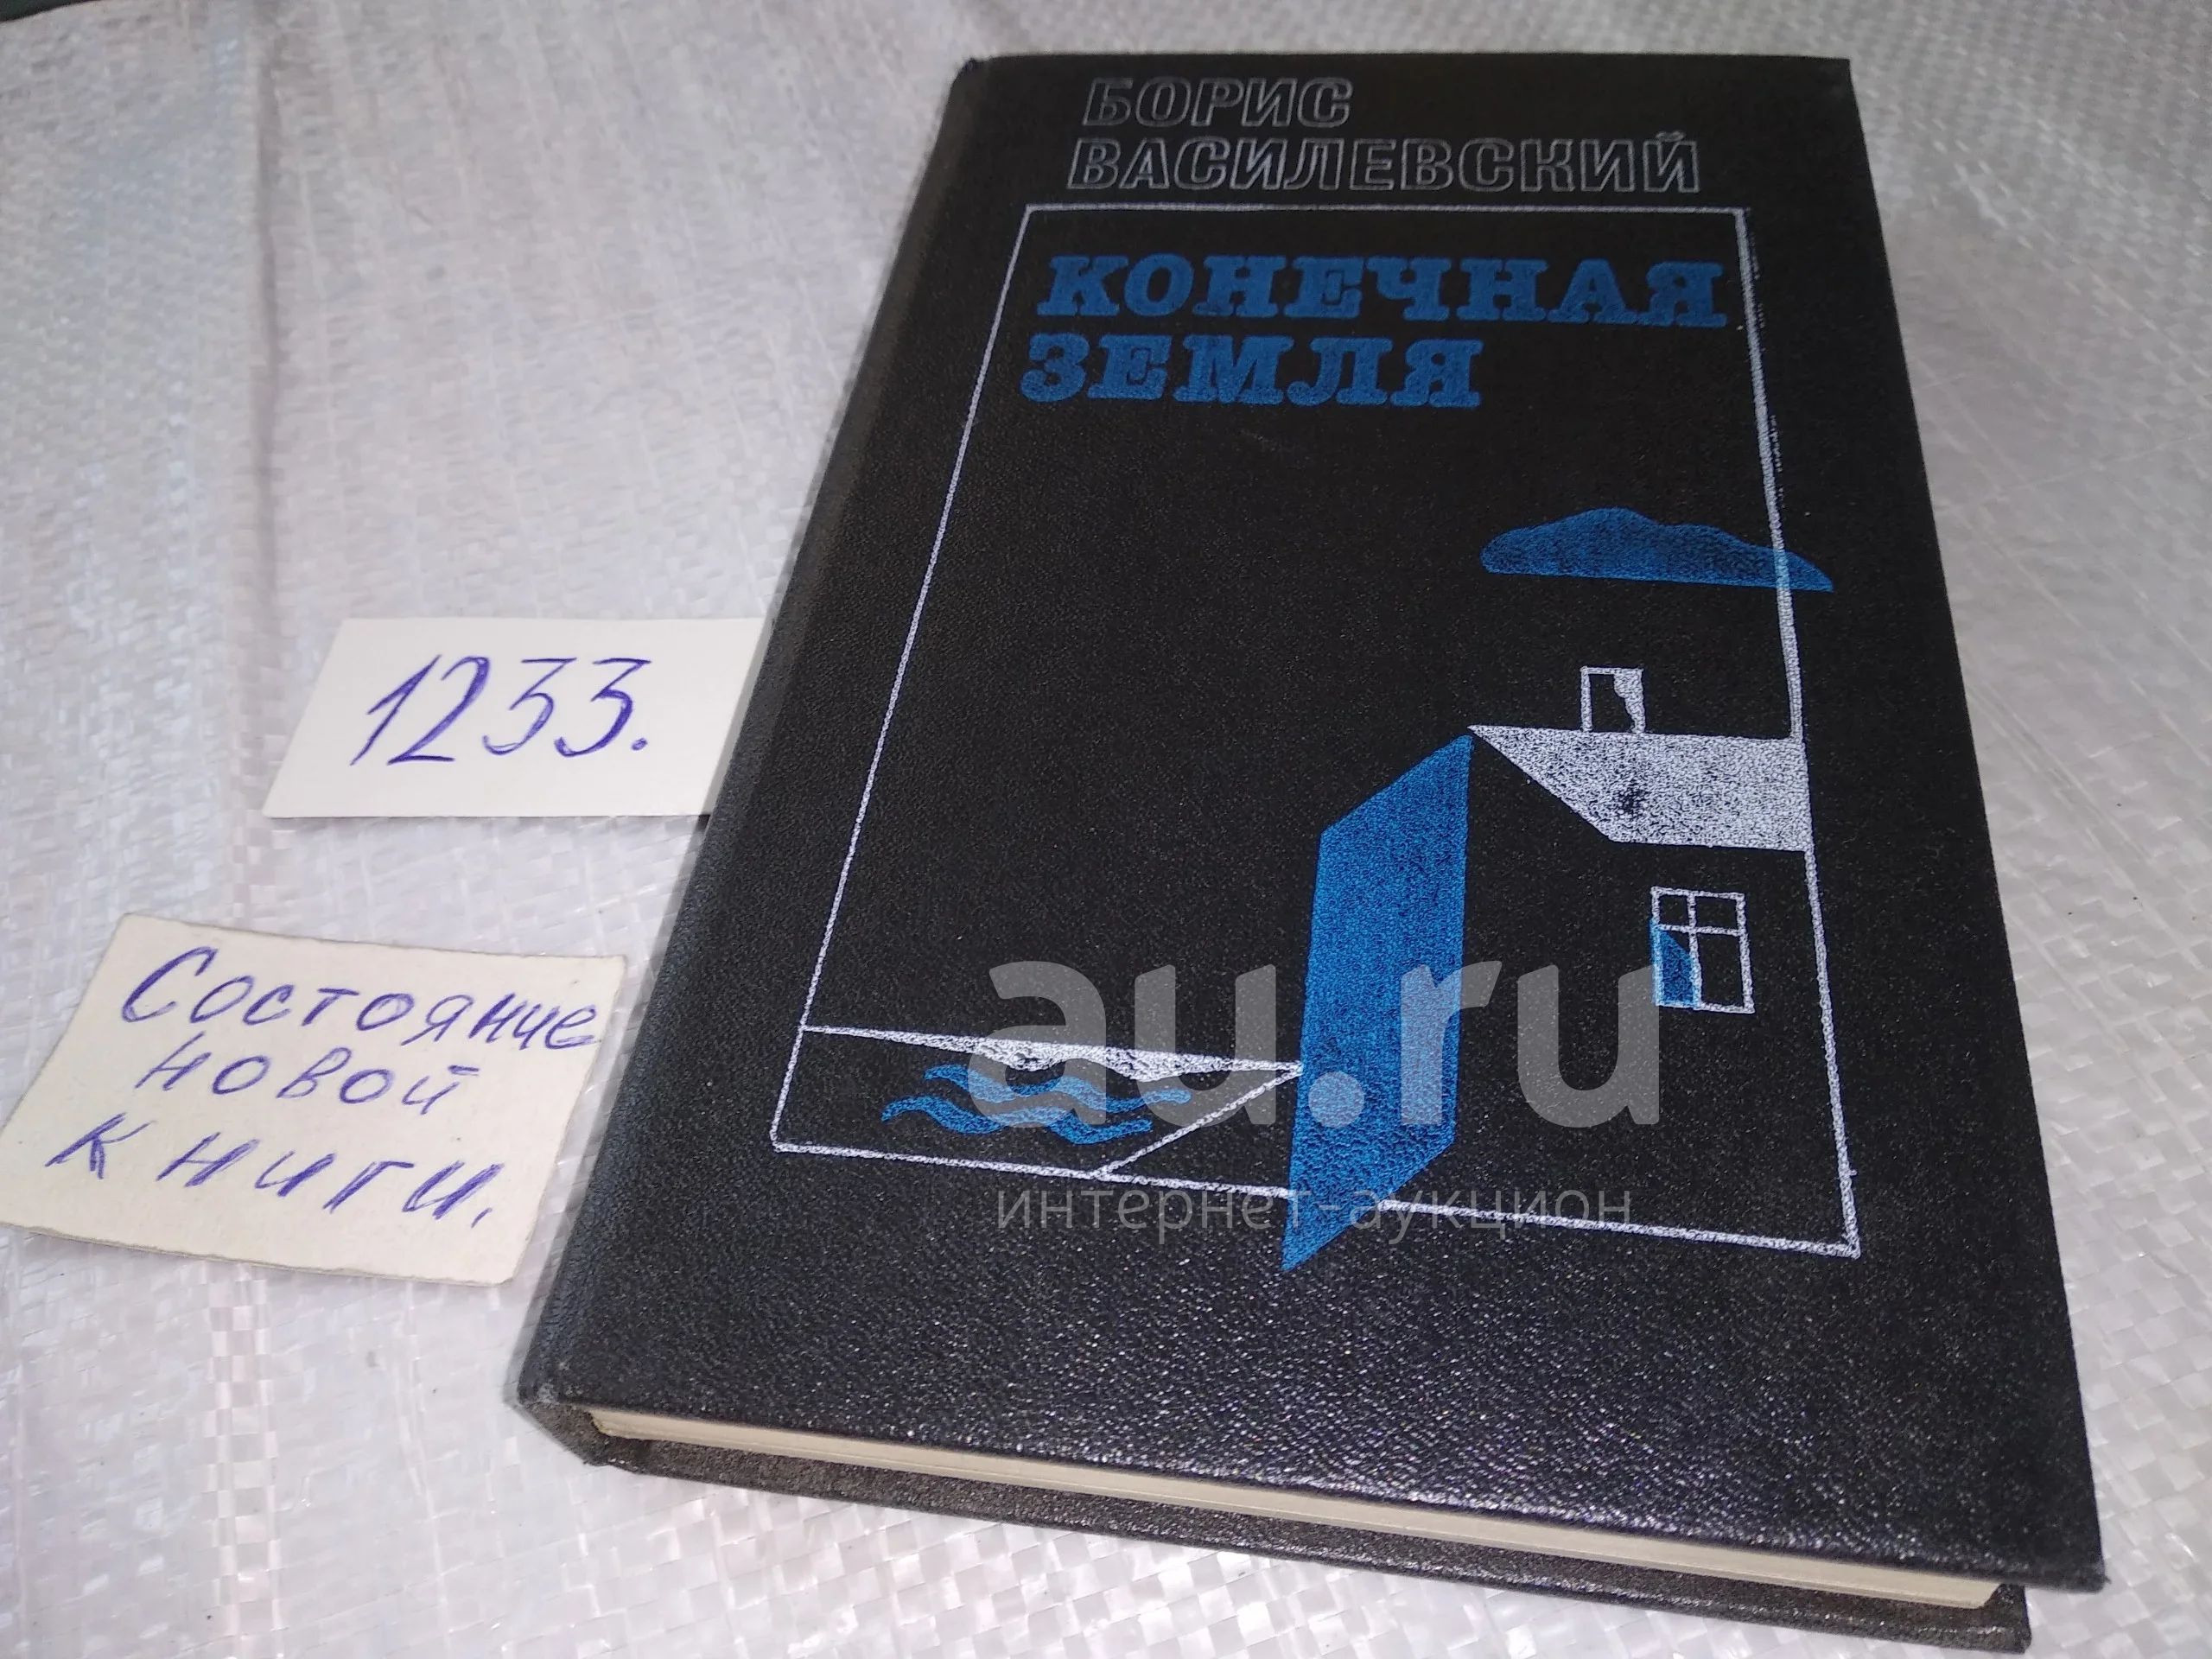 БОРИС
ВАСИЛЕВСКИЙ
КОНЕЧНАЯ
ЗЕМЛЯ
1233.
Состояние
новой
книги.
au.ru
интернет-аукцион